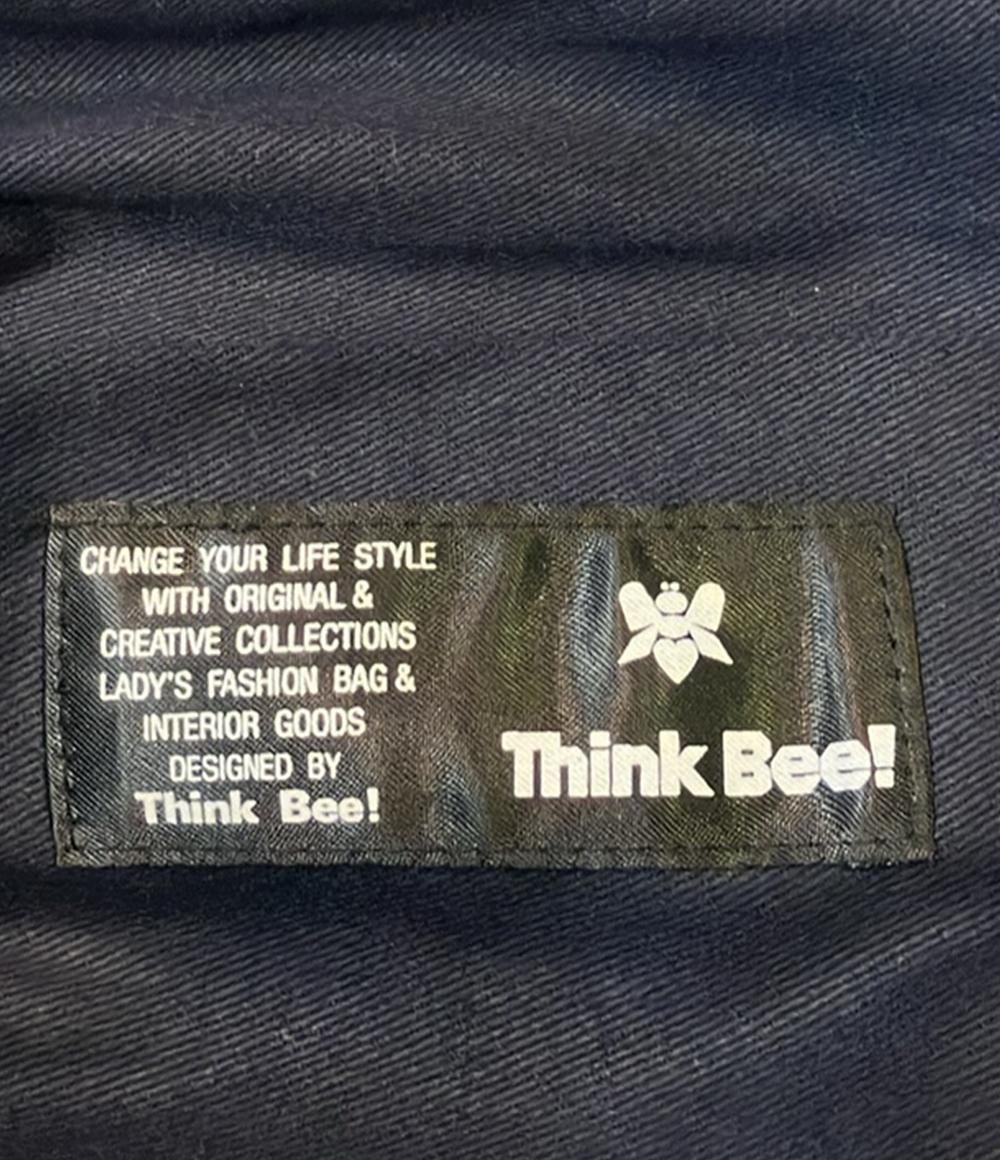 CHANGE YOUR LIFE STYLE
WITH ORIGINAL &
CREATIVE COLLECTIONS
LADY'S FASHION BAG &
INTERIOR GOODS
DESIGNED BY
Think Bee!
Think Bee!